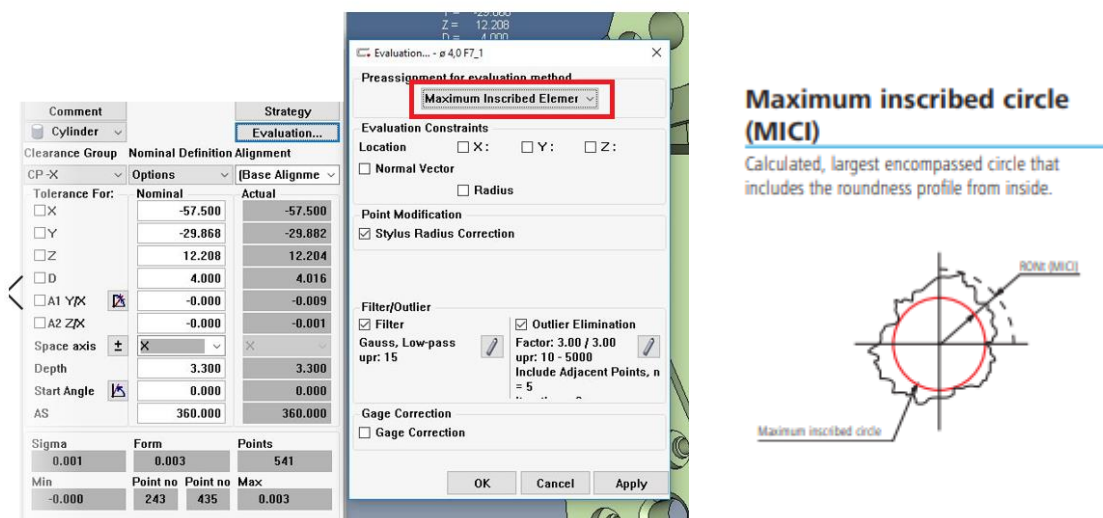 Z = 12.208
D = 4.000
Evaluation... - ø 4,0 F7_1
Preassignment for evaluation method
Maximum Inscribed Elemer
Evaluation Constraints
Location X: Y: Z:
Normal Vector
Radius
Point Modification
Stylus Radius Correction
Filter/Outlier
Filter Outlier Elimination
Gauss, Low-pass Factor: 3.00 / 3.00
upr: 15 upr: 10 - 5000
Include Adjacent Points, n
= 5
Gage Correction
Gage Correction
OK Cancel Apply
Comment Strategy
Cylinder Evaluation...
Clearance Group Nominal Definition Alignment
CP -X Options (Base Alignme
Tolerance For: Nominal Actual
X -57.500 -57.500
Y -29.868 -29.882
Z 12.208 12.204
D 4.000 4.016
A1 Y/X -0.000 -0.009
A2 Z/X -0.000 -0.001
Space axis ± X X
Depth 3.300 3.300
Start Angle 0.000 0.000
AS 360.000 360.000
Sigma Form Points
0.001 0.003 541
Min Point no Point no Max
-0.000 243 435 0.003
Maximum inscribed circle
(MICI)
Calculated, largest encompassed circle that
includes the roundness profile from inside.
RONt (MICI)
Maximum inscribed circle